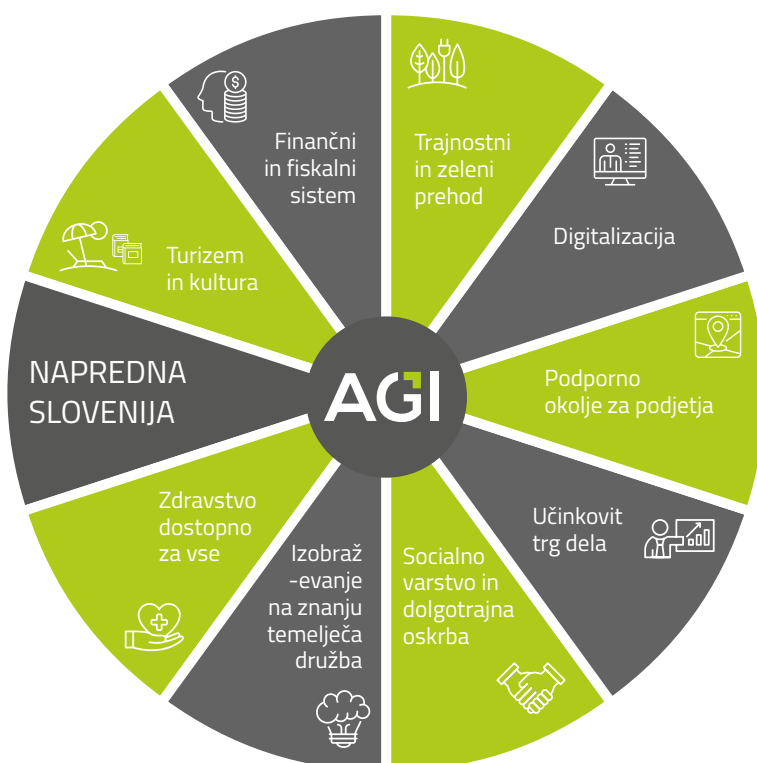 Finančni
in fiskalni
sistem
Trajnostni
in zeleni
prehod
Digitalizacija
Podporno
okolje za podjetja
Učinkovit
trg dela
Socialno
varstvo in
dolgotrajna
oskrba
Izobraž
-evanje
na znanju
temelječa
družba
Zdravstvo
dostopno
za vse
NAPREDNA
SLOVENIJA
Turizem
in kultura
AGI
$